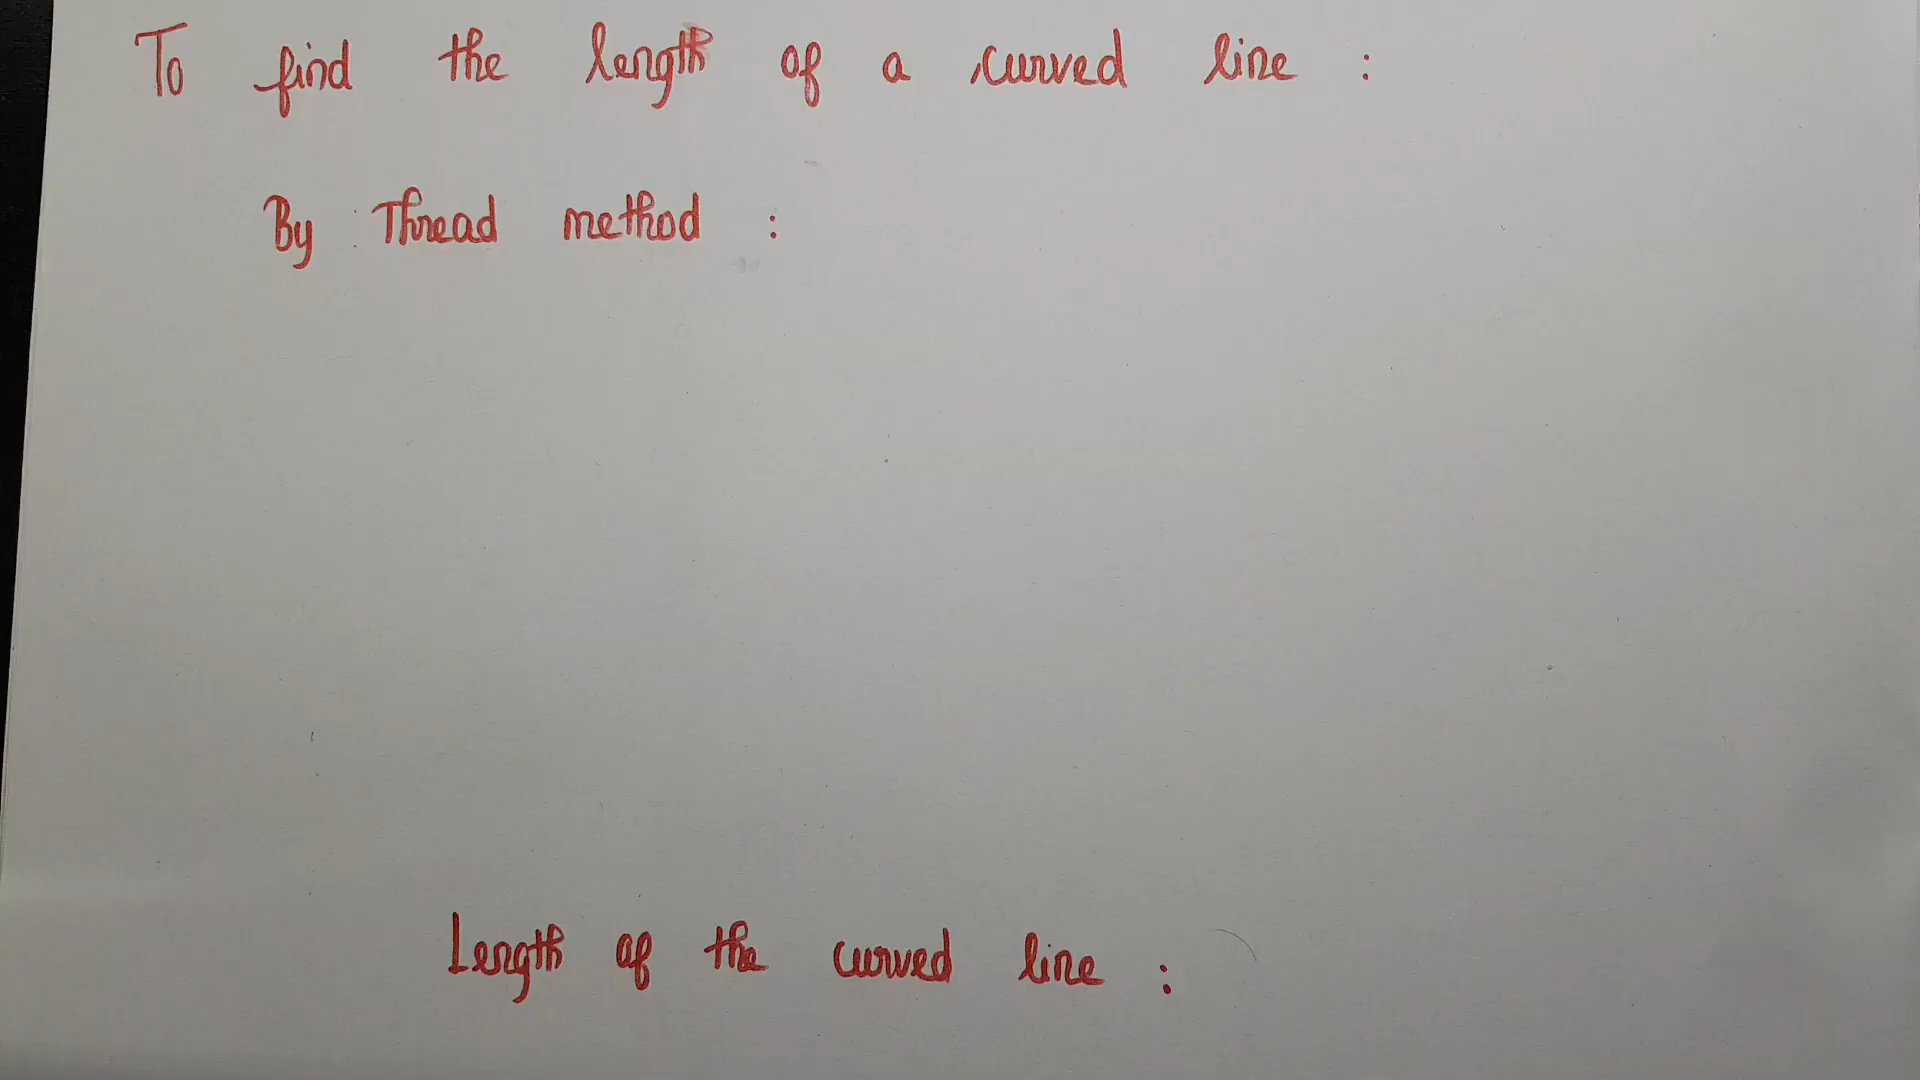 To find the length of a curved line :
By Thread method :
Length of the curved line :